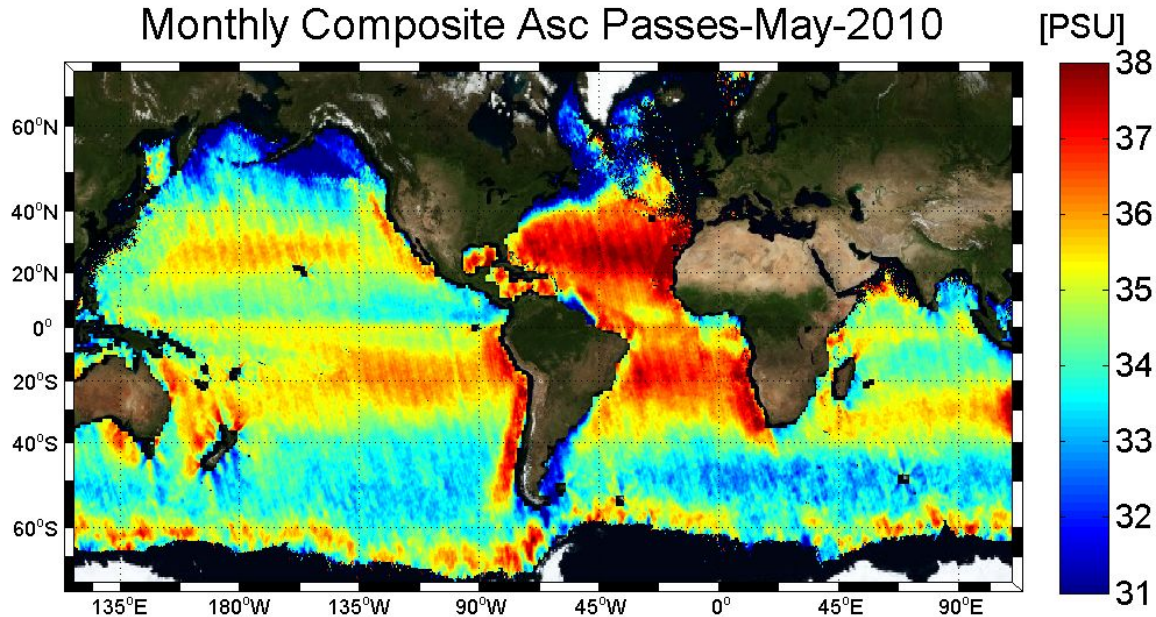 Monthly Composite Asc Passes-May-2010
[PSU]
38
37
36
35
34
33
32
31
60°N
40°N
20°N
0°
20°S
40°S
60°S
135°E 180°W 135°W 90°W 45°W 0° 45°E 90°E